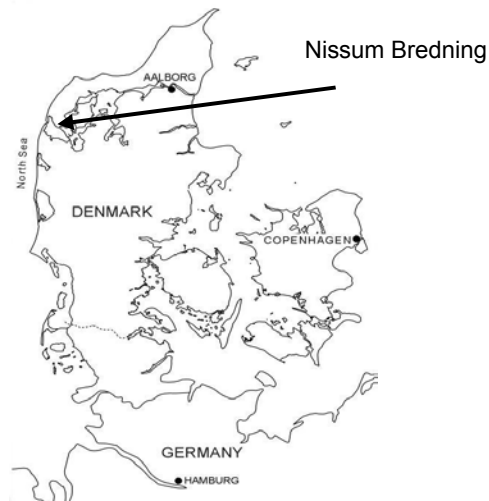 Nissum Bredning
AALBORG
North Sea
DENMARK
COPENHAGEN
GERMANY
HAMBURG